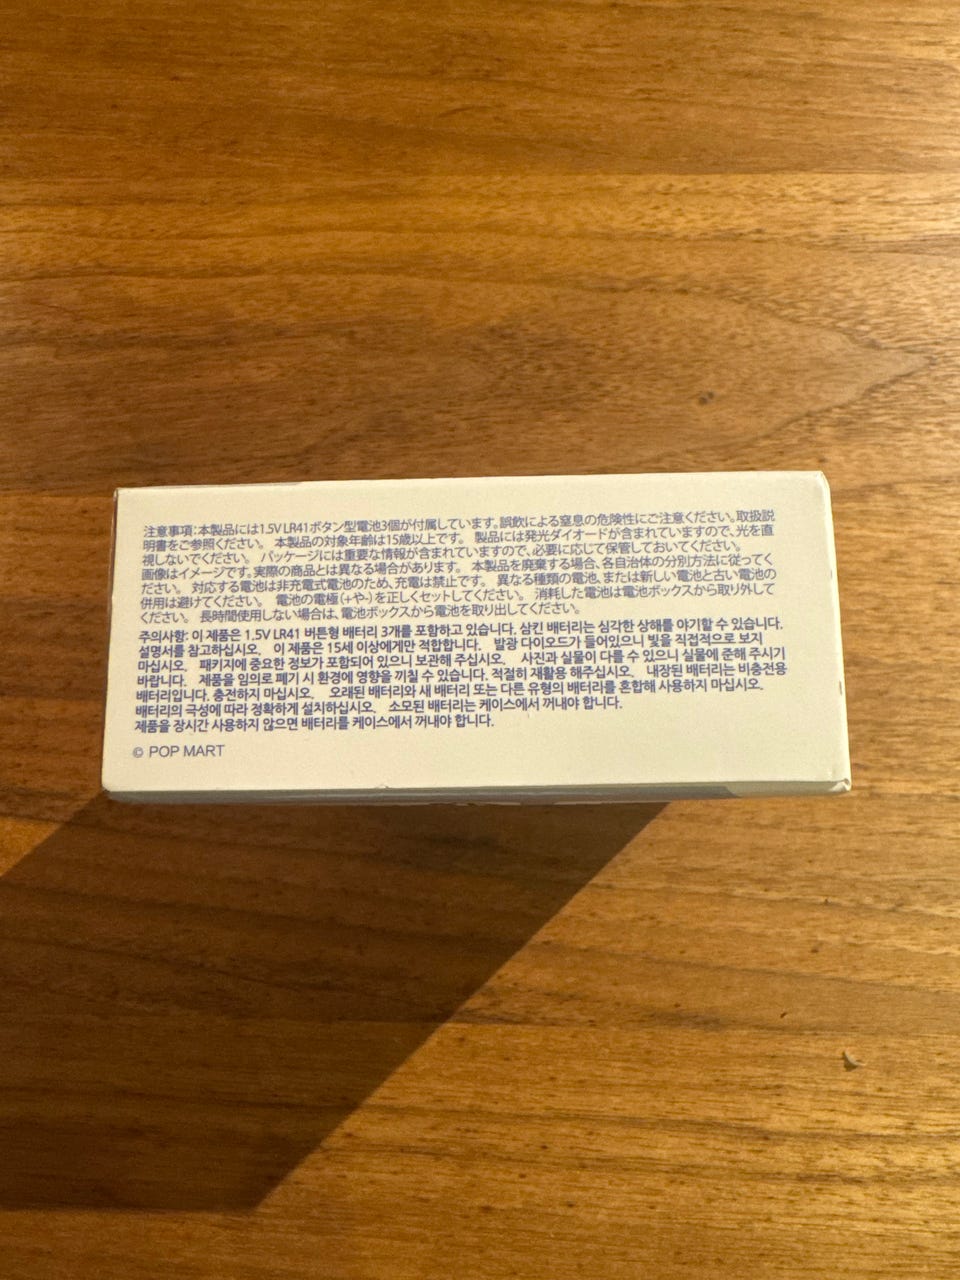 注意事項：本製品には1.5V LR41ボタン型電池3個が付属しています。誤飲による窒息の危険性にご注意ください。取扱説
明書をご参照ください。 本製品の対象年齢は15歳以上です。 製品には発光ダイオードが含まれていますので、光を直
視しないでください。 パッケージには重要な情報が含まれていますので、必要に応じて保管しておいてください。
画像はイメージです。実際の商品とは異なる場合があります。 本製品を廃棄する場合、各自治体の分別方法に従ってく
ださい。 対応する電池は非充電式電池のため、充電は禁止です。 異なる種類の電池、または新しい電池と古い電池の
併用は避けてください。 電池の電極(+や-)を正しくセットしてください。 消耗した電池は電池ボックスから取り外して
ください。 長時間使用しない場合は、電池ボックスから電池を取り出してください。
주의사항: 이 제품은 1.5V LR41 버튼형 배터리 3개를 포함하고 있습니다. 삼킨 배터리는 심각한 상해를 야기할 수 있습니다.
설명서를 참고하십시오. 이 제품은 15세 이상에게만 적합합니다. 발광 다이오드가 들어있으니 빛을 직접적으로 보지
마십시오. 패키지에 중요한 정보가 포함되어 있으니 보관해 주십시오. 사진과 실물이 다를 수 있으니 실물에 준해 주시기
바랍니다. 제품을 임의로 폐기 시 환경에 영향을 끼칠 수 있습니다. 적절히 재활용 해주십시오. 내장된 배터리는 비충전용
배터리입니다. 충전하지 마십시오. 오래된 배터리와 새 배터리 또는 다른 유형의 배터리를 혼합해 사용하지 마십시오.
배터리의 극성에 따라 정확하게 설치하십시오. 소모된 배터리는 케이스에서 꺼내야 합니다.
제품을 장시간 사용하지 않으면 배터리를 케이스에서 꺼내야 합니다.
© POP MART